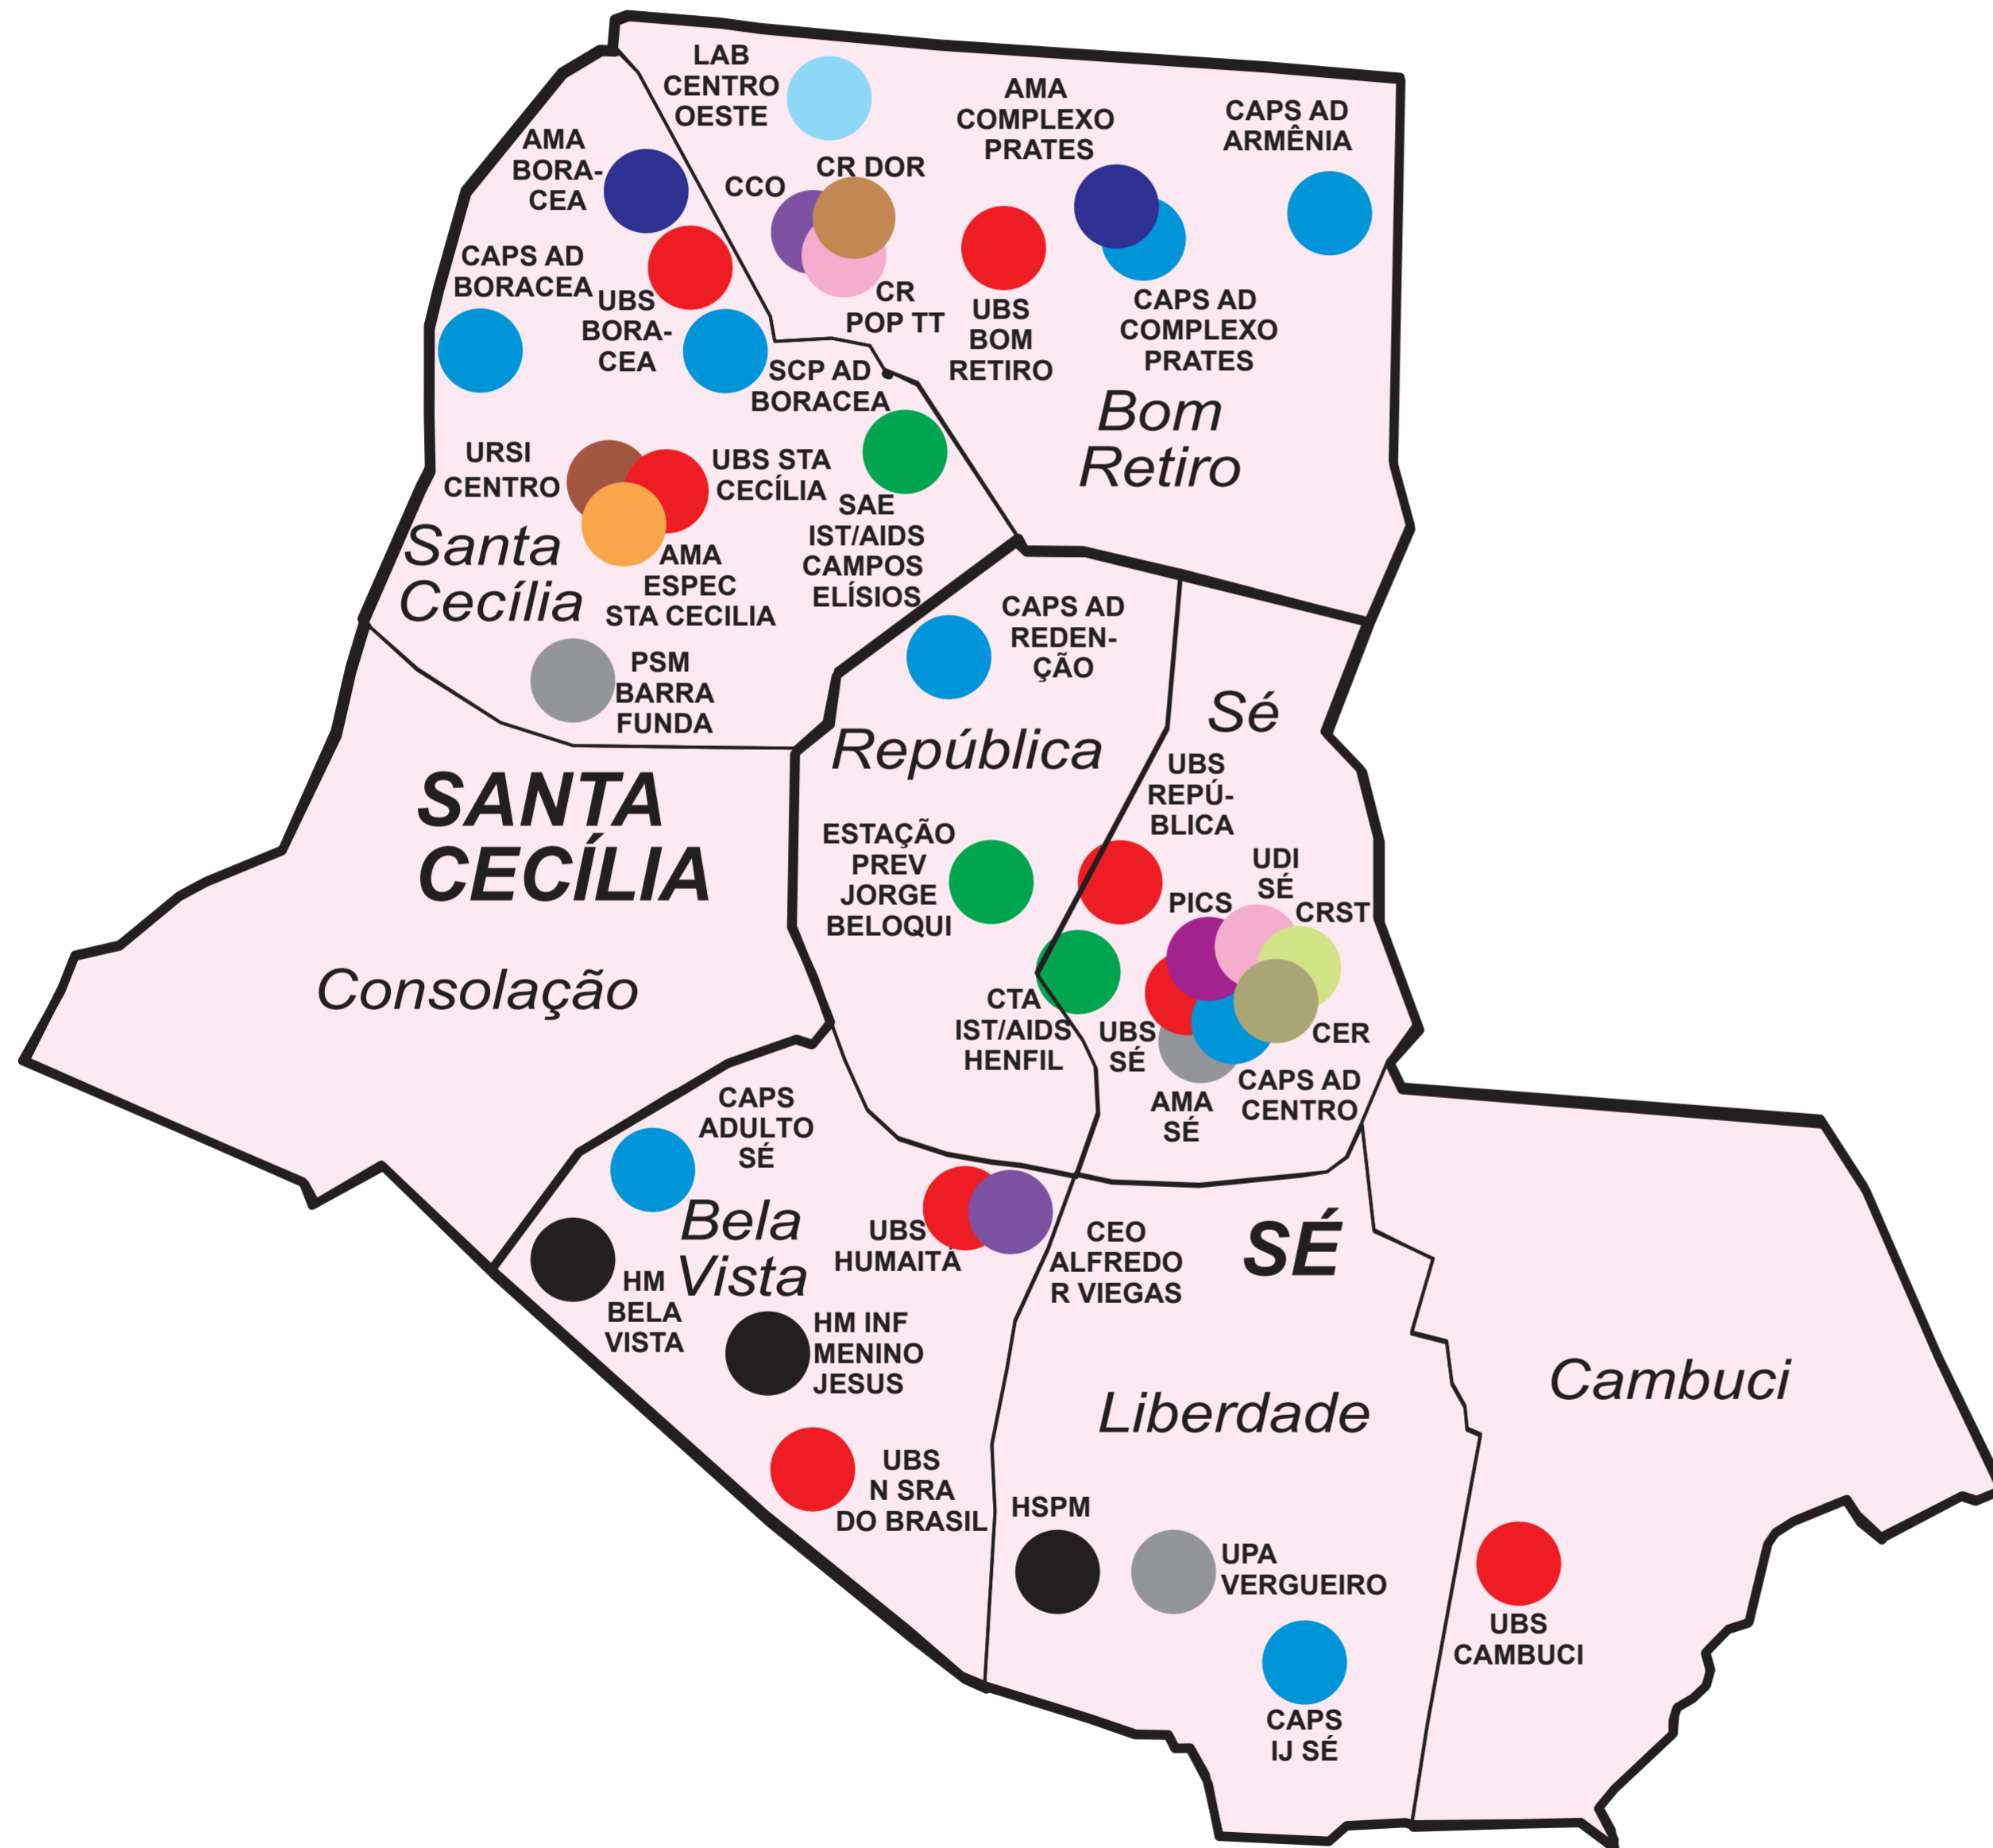 LAB
CENTRO
OESTE
AMA
COMPLEXO
PRATES
CAPS AD
ARMÊNIA
AMA
BORA-
CEA
CCO
CR DOR
CAPS AD
BORACEA
UBS
BORA-
CEA
CR
POP TT
UBS
BOM
RETIRO
CAPS AD
COMPLEXO
PRATES
SCP AD
BORACEA
Bom
Retiro
URSI
CENTRO
UBS STA
CECÍLIA
SAE
IST/AIDS
CAMPOS
ELÍSIOS
Santa
Cecília
AMA
ESPEC
STA CECILIA
PSM
BARRA
FUNDA
CAPS AD
REDEN-
ÇÃO
República
Sé
SANTA
CECÍLIA
UBS
REPÚ-
BLICA
ESTAÇÃO
PREV
JORGE
BELOQUI
UDI
SÉ
PICS
CRST
Consolação
CTA
IST/AIDS
HENFIL
UBS
SÉ
CER
AMA
SÉ
CAPS AD
CENTRO
CAPS
ADULTO
SÉ
Bela
Vista
UBS
HUMAITÁ
CEO
ALFREDO
R VIEGAS
SÉ
HM
BELA
VISTA
HM INF
MENINO
JESUS
Liberdade
Cambuci
UBS
N SRA
DO BRASIL
HSPM
UPA
VERGUEIRO
UBS
CAMBUCI
CAPS
IJ SÉ